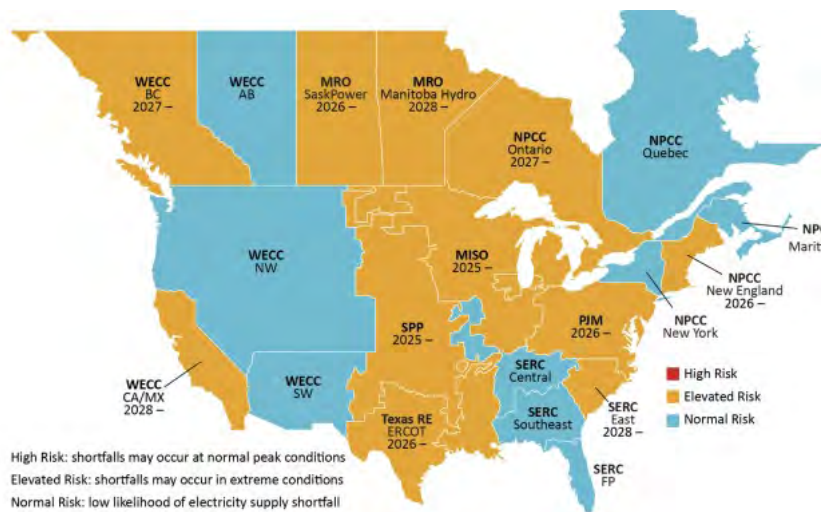 WECC
BC
2027 –
WECC
AB
MRO
SaskPower
2026 –
MRO
Manitoba Hydro
2028 –
NPCC
Ontario
2027 –
NPCC
Quebec
NPC
Marit
WECC
NW
MISO
2025 –
NPCC
New England
2026 –
SPP
2025 –
PJM
2026 –
NPCC
New York
WECC
CA/MX
2028 –
WECC
SW
SERC
Central
High Risk
Elevated Risk
Normal Risk
Texas RE
ERCOT
2026 –
SERC
Southeast
SERC
East
2028 –
SERC
FP
High Risk: shortfalls may occur at normal peak conditions
Elevated Risk: shortfalls may occur in extreme conditions
Normal Risk: low likelihood of electricity supply shortfall